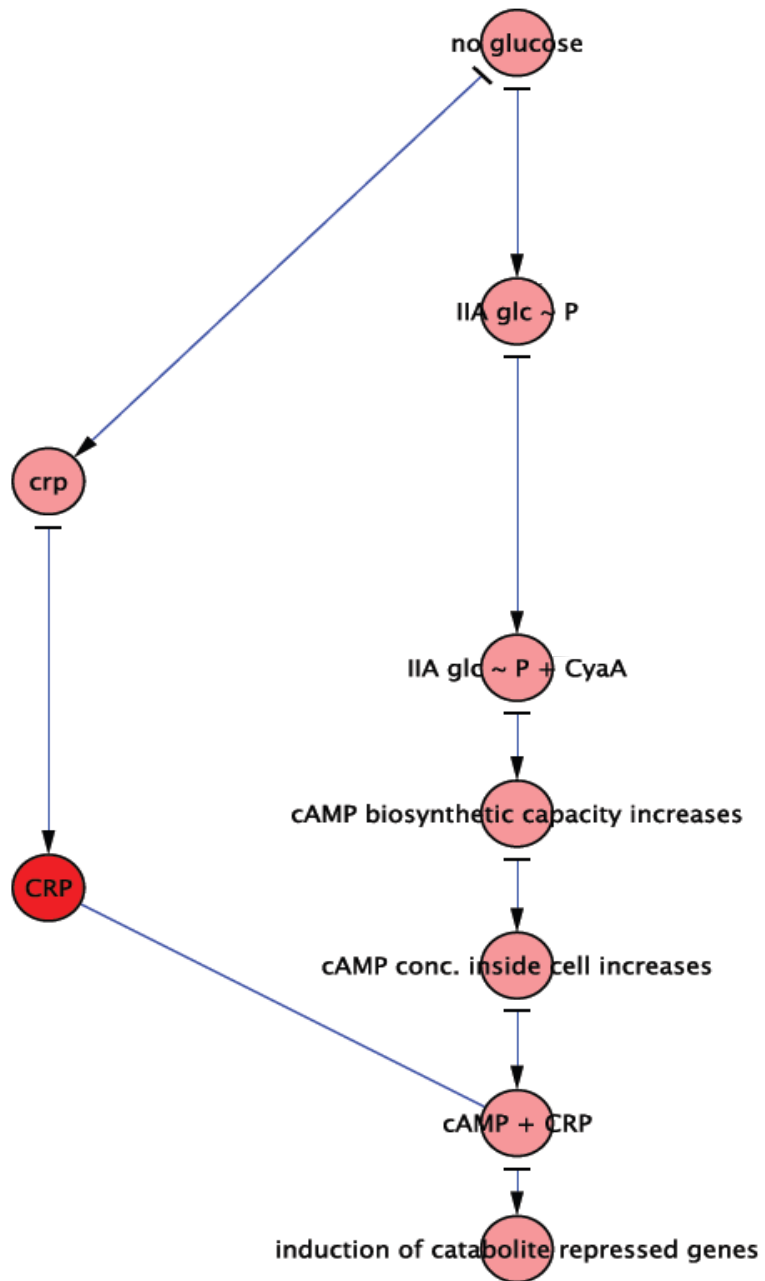 no glucose
IIA glc ~ P
crp
IIA glc ~ P + CyaA
cAMP biosynthetic capacity increases
CRP
cAMP conc. inside cell increases
cAMP + CRP
induction of catabolite repressed genes